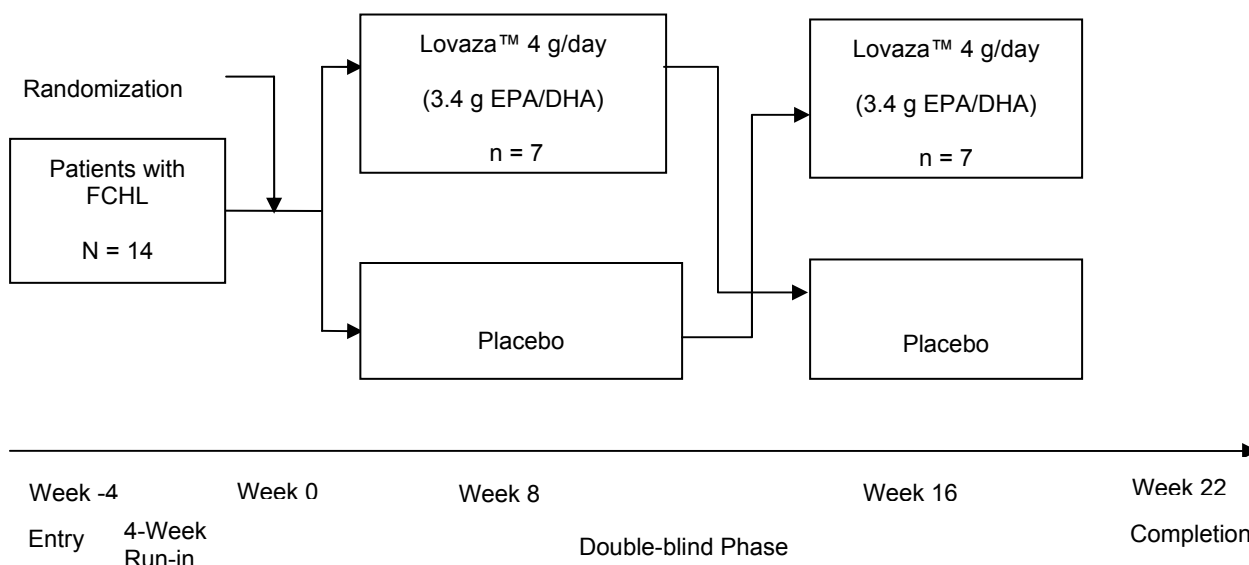 Randomization
Patients with
FCHL
N = 14
Lovaza™ 4 g/day
(3.4 g EPA/DHA)
n = 7
Placebo
Lovaza™ 4 g/day
(3.4 g EPA/DHA)
n = 7
Placebo
Week -4
Week 0
Week 8
Week 16
Week 22
Entry
4-Week
Run-in
Double-blind Phase
Completion